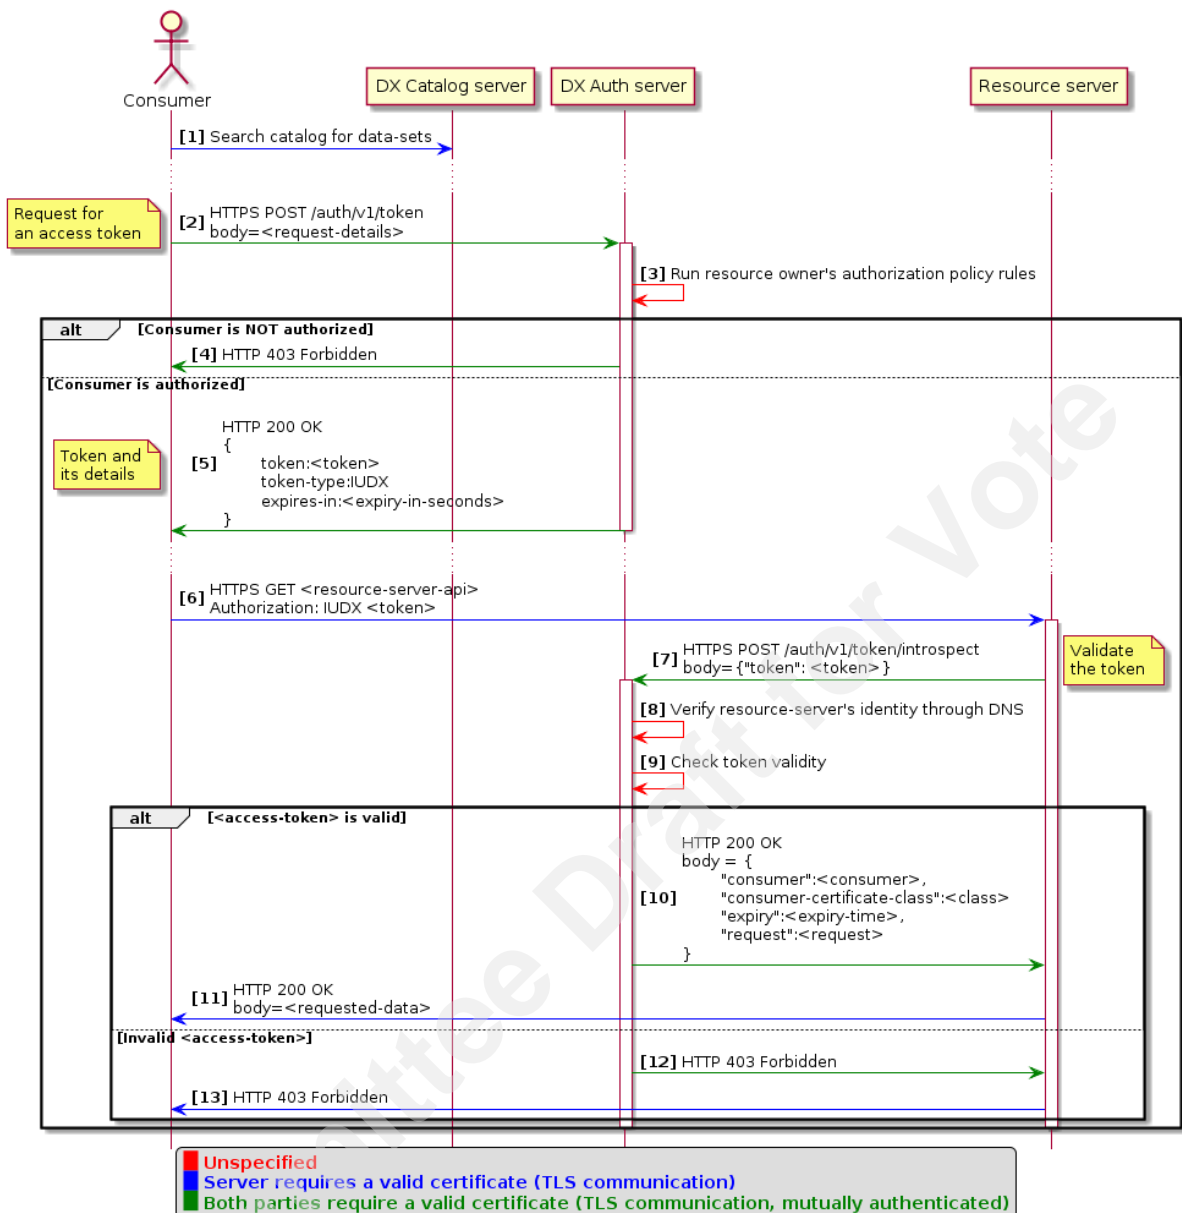 Consumer
DX Catalog server
DX Auth server
Resource server
[1] Search catalog for data-sets
Request for
an access token
[2] HTTPS POST /auth/v1/token
body=<request-details>
[3] Run resource owner's authorization policy rules
alt [Consumer is NOT authorized]
[4] HTTP 403 Forbidden
[Consumer is authorized]
Token and
its details
[5]
HTTP 200 OK
{
token:<token>
token-type:IUDX
expires-in:<expiry-in-seconds>
}
[6] HTTPS GET <resource-server-api>
Authorization: IUDX <token>
Validate
the token
[7] HTTPS POST /auth/v1/token/introspect
body={"token": <token>}
[8] Verify resource-server's identity through DNS
[9] Check token validity
alt [<access-token> is valid]
[10]
HTTP 200 OK
body = {
"consumer":<consumer>,
"consumer-certificate-class":<class>
"expiry":<expiry-time>,
"request":<request>
}
[11] HTTP 200 OK
body=<requested-data>
[Invalid <access-token>]
[12] HTTP 403 Forbidden
[13] HTTP 403 Forbidden
Unspecified
Server requires a valid certificate (TLS communication)
Both parties require a valid certificate (TLS communication, mutually authenticated)
mittee Draft for Vote